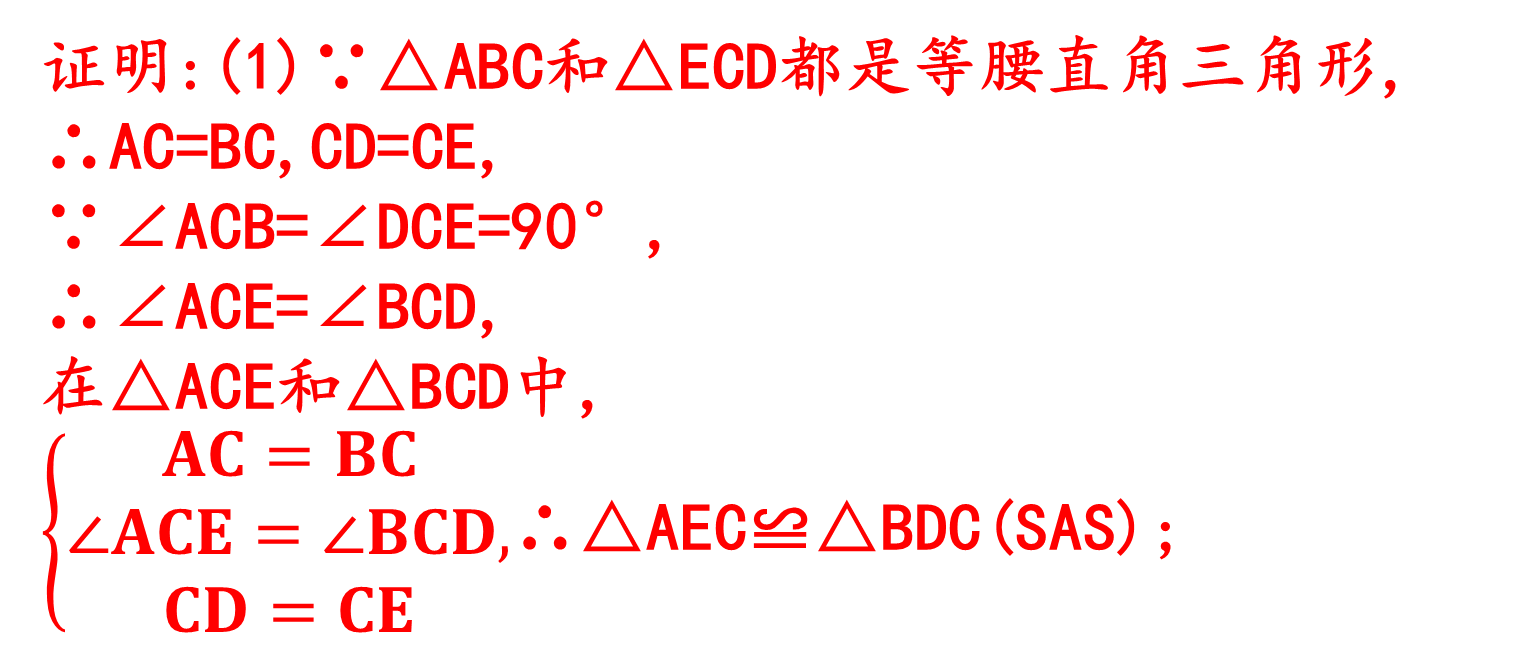 证明:(1)∵△ABC和△ECD都是等腰直角三角形,
∴AC=BC,CD=CE,
∵∠ACB=∠DCE=90°,
∴∠ACE=∠BCD,
在△ACE和△BCD中,
AC = BC
∠ACE = ∠BCD,∴△AEC≌△BDC(SAS);
CD = CE